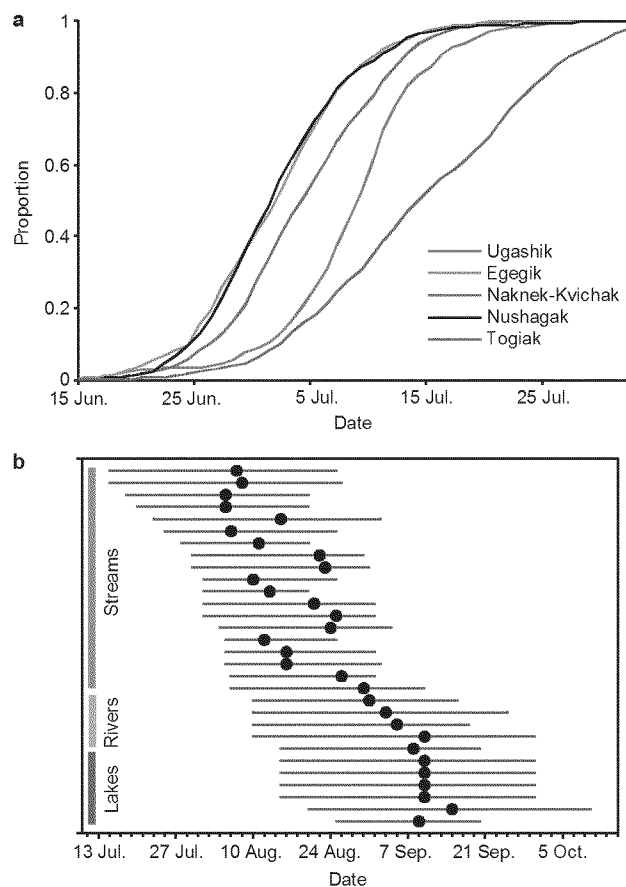 a
1
0.8
0.6
0.4
0.2
0
Proportion
Ugashik
Egegik
Naknek-Kvichak
Nushagak
Togiak
15 Jun. 25 Jun. 5 Jul. 15 Jul. 25 Jul.
Date
b
Streams
Rivers
Lakes
13 Jul. 27 Jul. 10 Aug. 24 Aug. 7 Sep. 21 Sep. 5 Oct.
Date